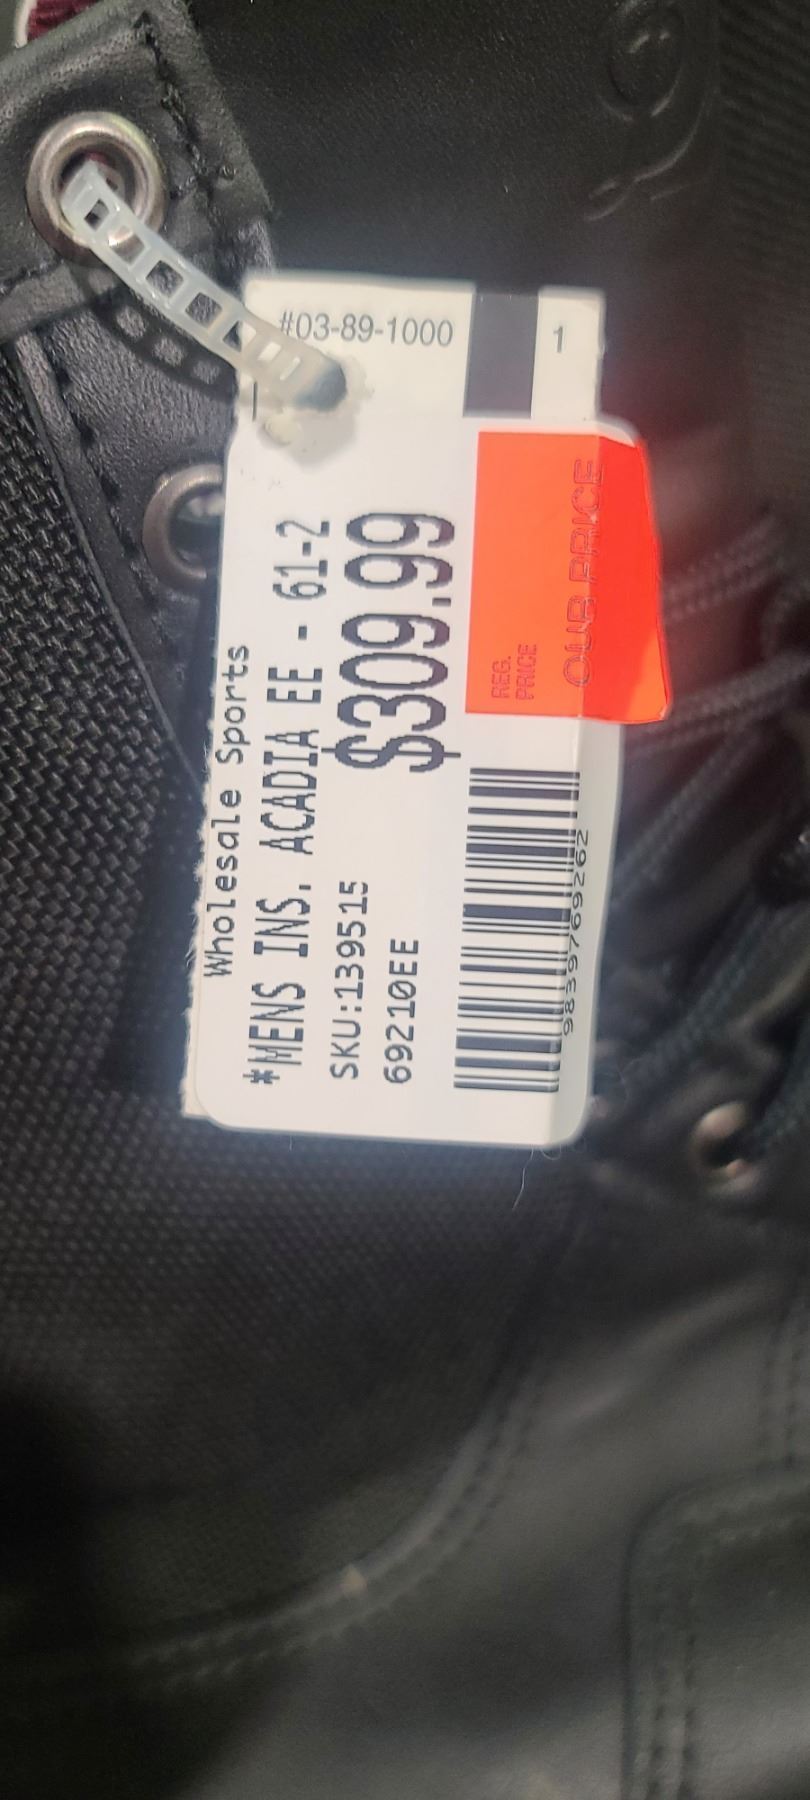 #03-89-1000
1
Wholesale Sports
*MENS INS. ACADIA EE - 61-2
$309.99
SKU:139515
69210EE
REG.
PRICE
OUR PRICE
9839769262